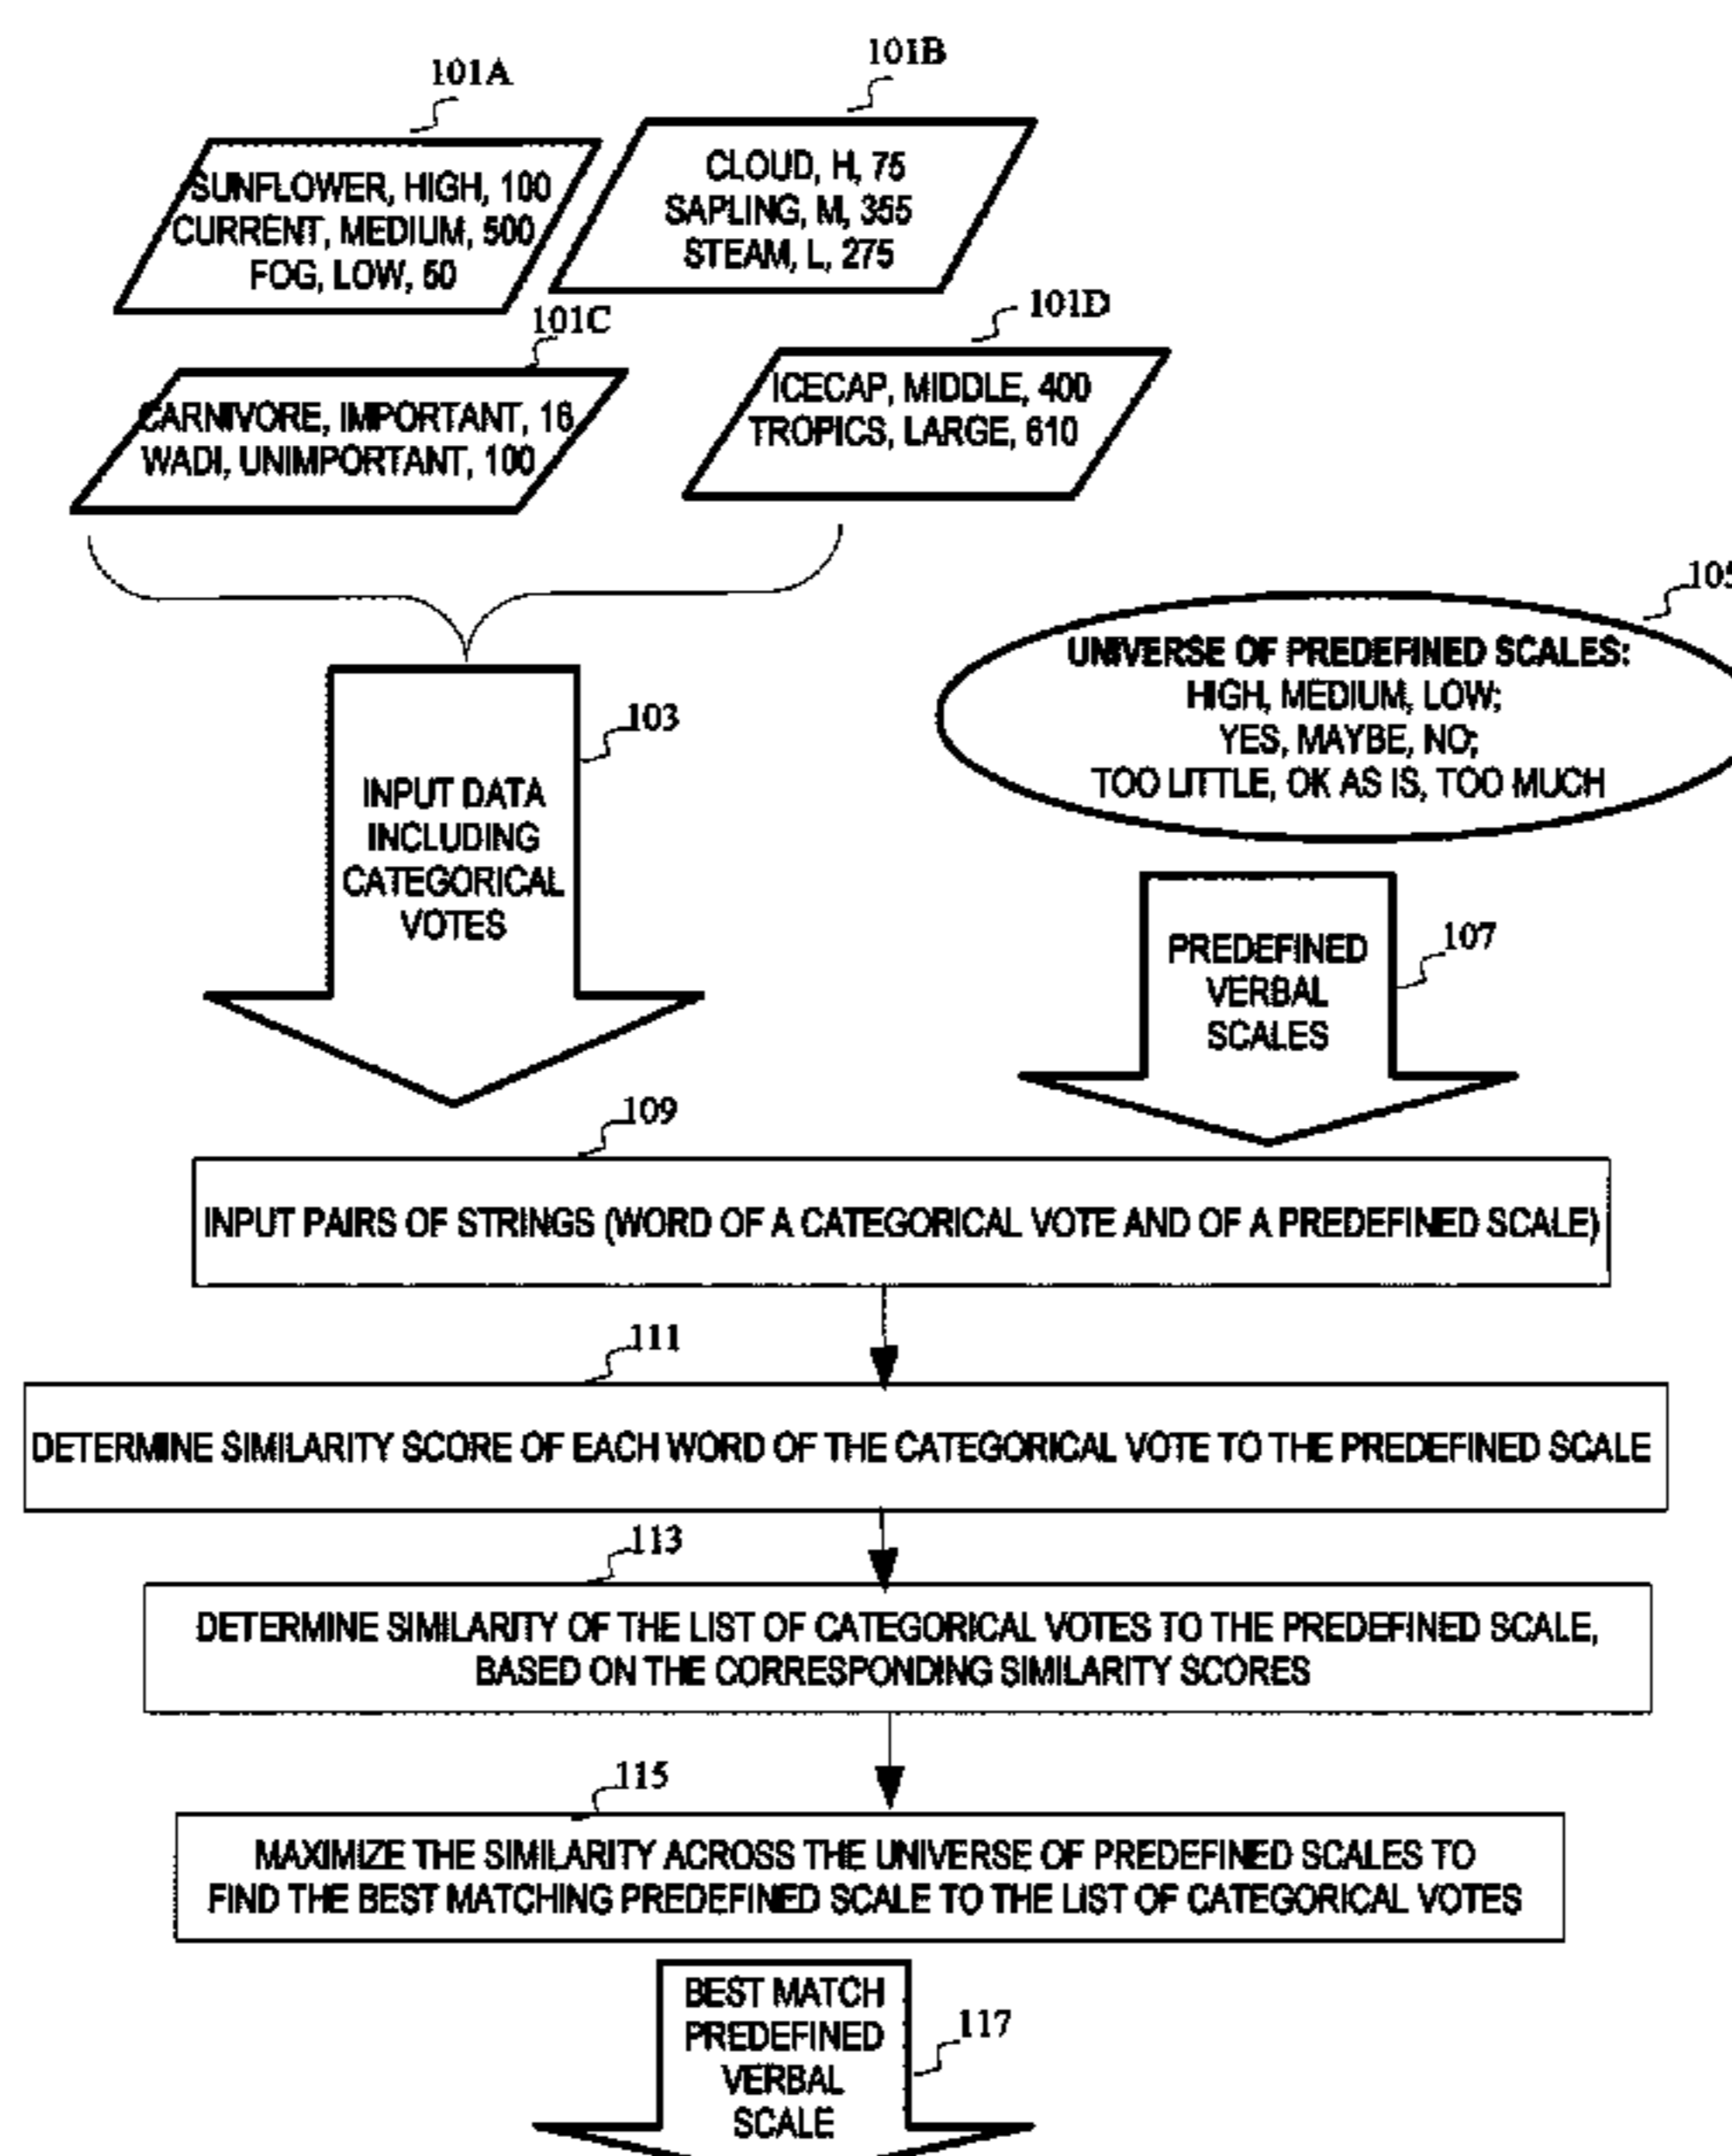 101A
101B
SUNFLOWER, HIGH, 100
CURRENT, MEDIUM, 500
FOG, LOW, 50
CLOUD, H, 75
SAPLING, M, 355
STEAM, L, 275
101C
101D
CARNIVORE, IMPORTANT, 16
WADI, UNIMPORTANT, 100
ICECAP, MIDDLE, 400
TROPICS, LARGE, 610
105
UNIVERSE OF PREDEFINED SCALES:
HIGH, MEDIUM, LOW;
YES, MAYBE, NO;
TOO LITTLE, OK AS IS, TOO MUCH
103
INPUT DATA
INCLUDING
CATEGORICAL
VOTES
107
PREDEFINED
VERBAL
SCALES
109
INPUT PAIRS OF STRINGS (WORD OF A CATEGORICAL VOTE AND OF A PREDEFINED SCALE)
111
DETERMINE SIMILARITY SCORE OF EACH WORD OF THE CATEGORICAL VOTE TO THE PREDEFINED SCALE
113
DETERMINE SIMILARITY OF THE LIST OF CATEGORICAL VOTES TO THE PREDEFINED SCALE,
BASED ON THE CORRESPONDING SIMILARITY SCORES
115
MAXIMIZE THE SIMILARITY ACROSS THE UNIVERSE OF PREDEFINED SCALES TO
FIND THE BEST MATCHING PREDEFINED SCALE TO THE LIST OF CATEGORICAL VOTES
117
BEST MATCH
PREDEFINED
VERBAL
SCALE